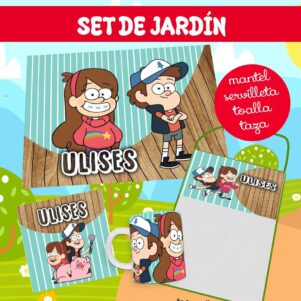 SET DE JARDÍN
mantel
servilleta
toalla
taza
ULISES
ULISES
ULISES